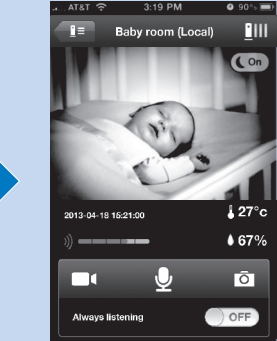 AT&T 3:19 PM 90%
Baby room (Local)
On
2013-04-18 15:21:00
27°c
67%
Always listening OFF